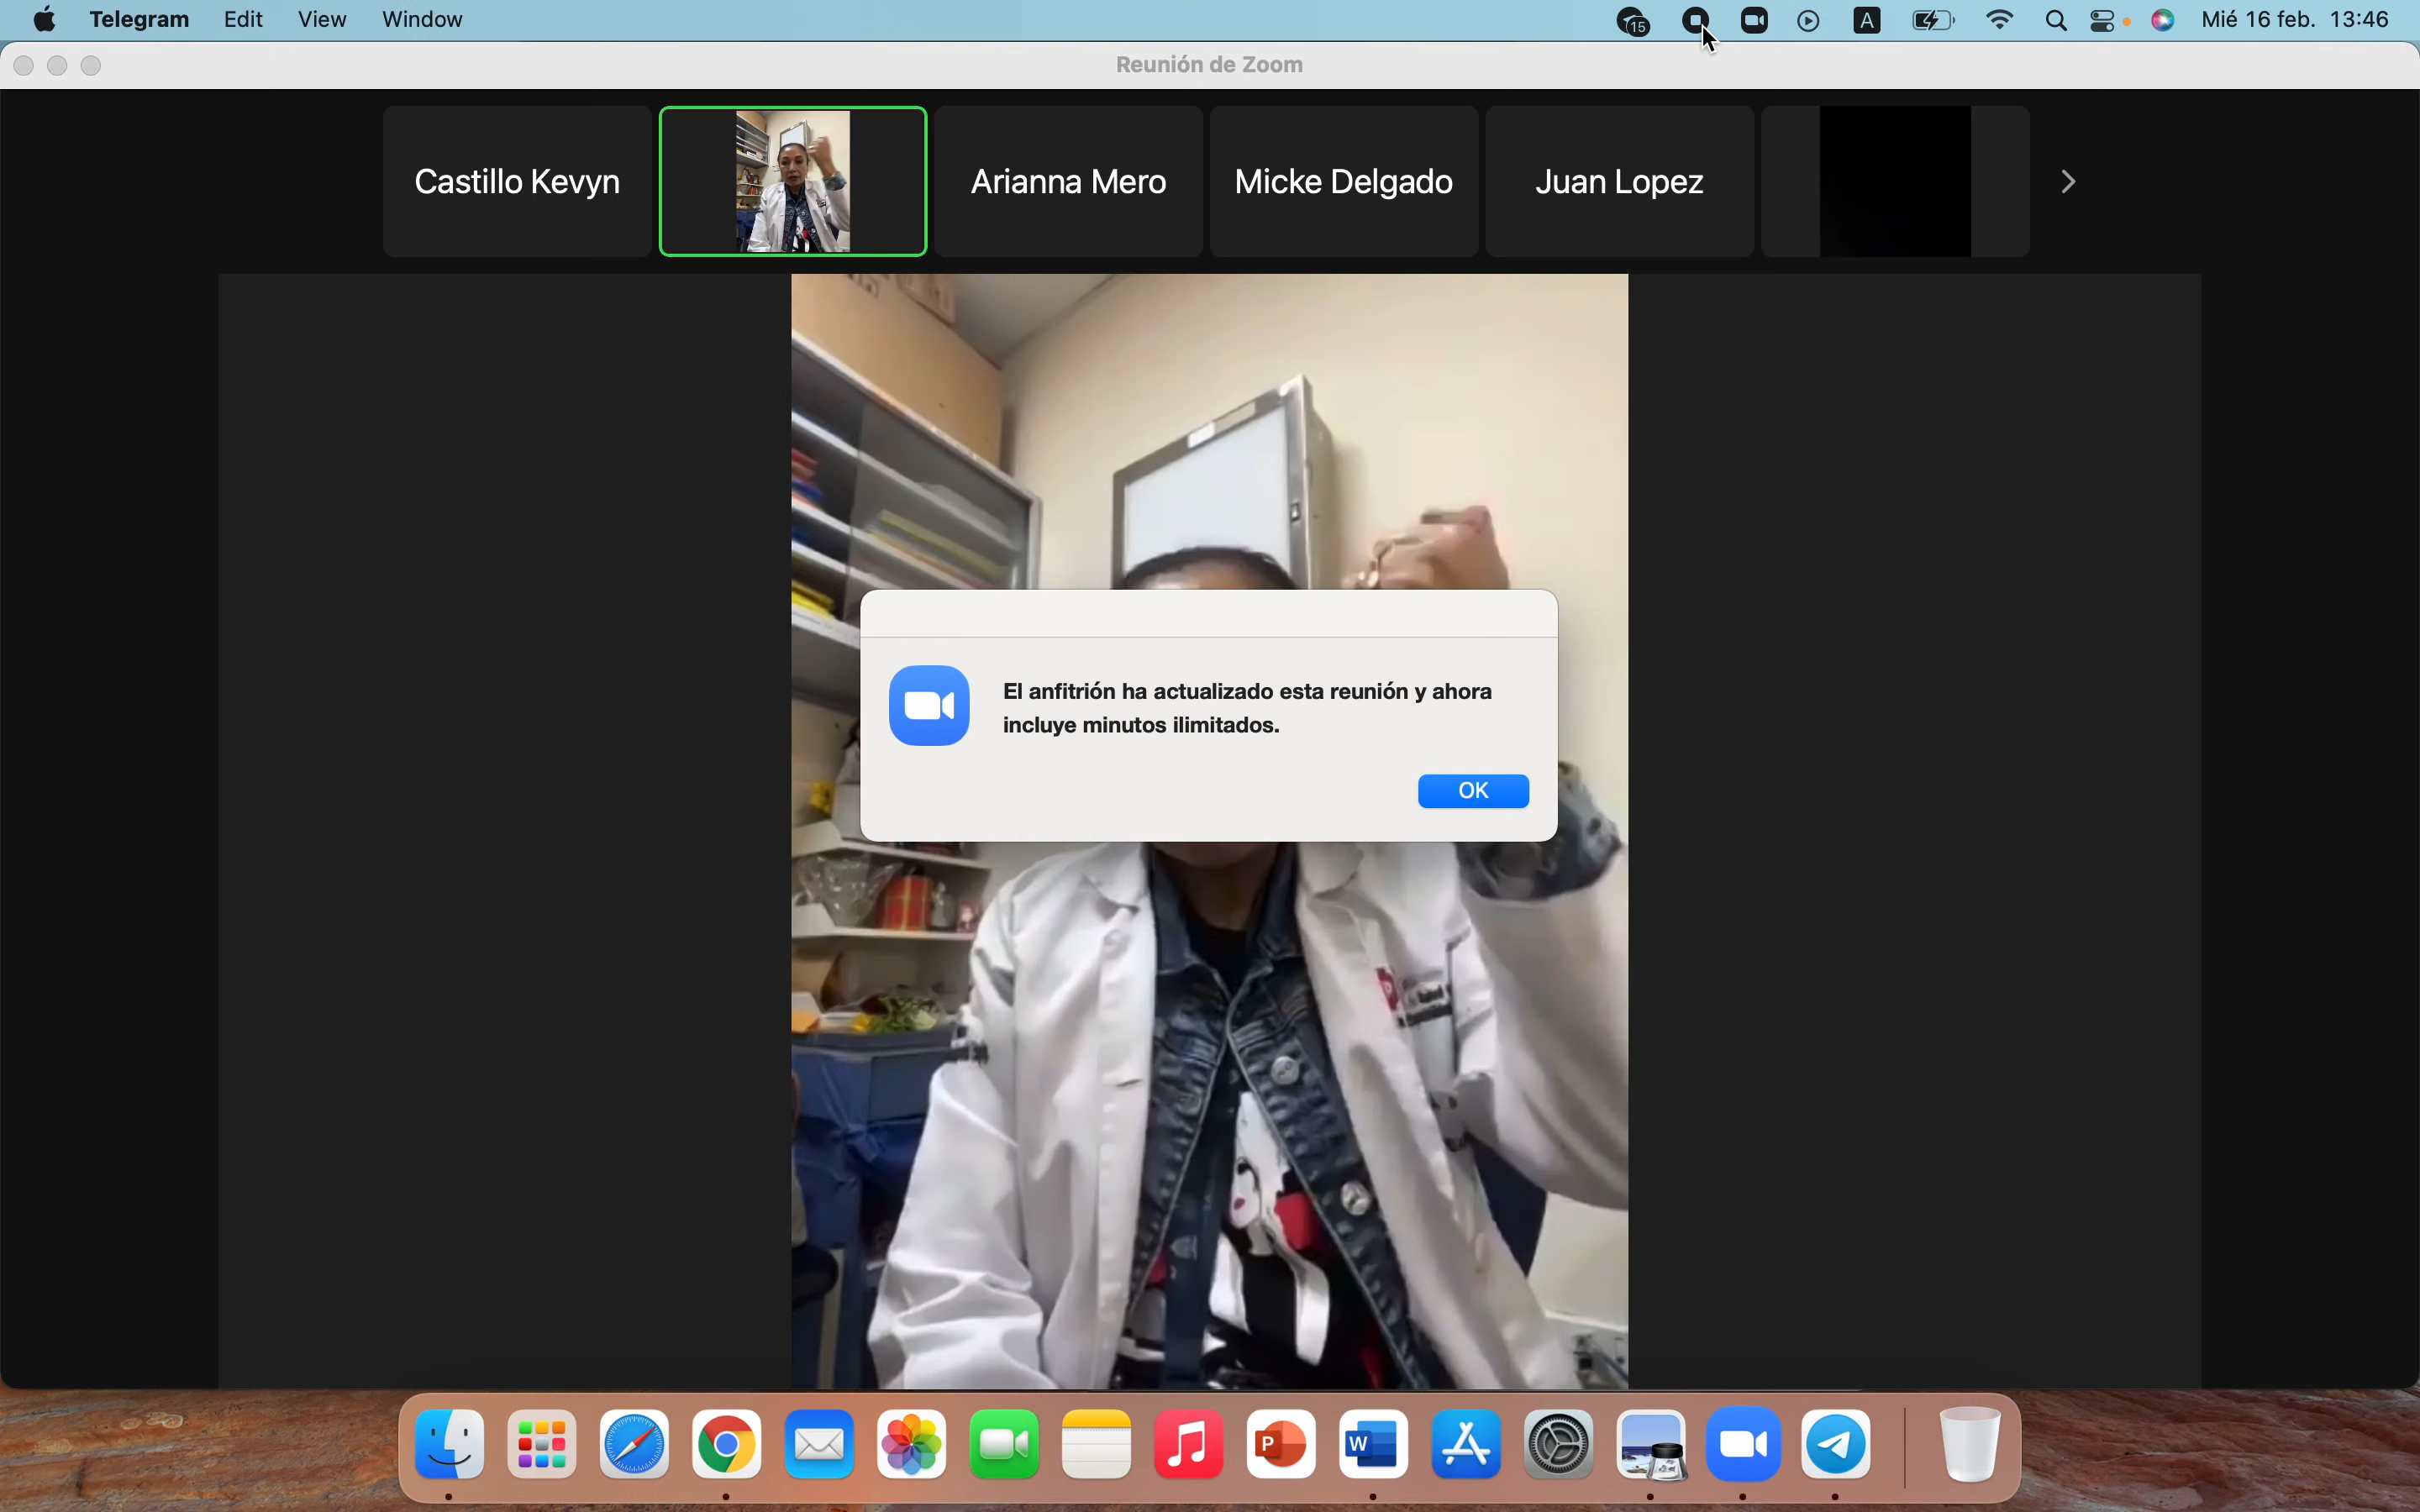 Telegram Edit View Window 15 A Mié 16 feb. 13:46
Reunión de Zoom
Castillo Kevyn Arianna Mero Micke Delgado Juan Lopez
El anfitrión ha actualizado esta reunión y ahora
incluye minutos ilimitados.
OK
P W